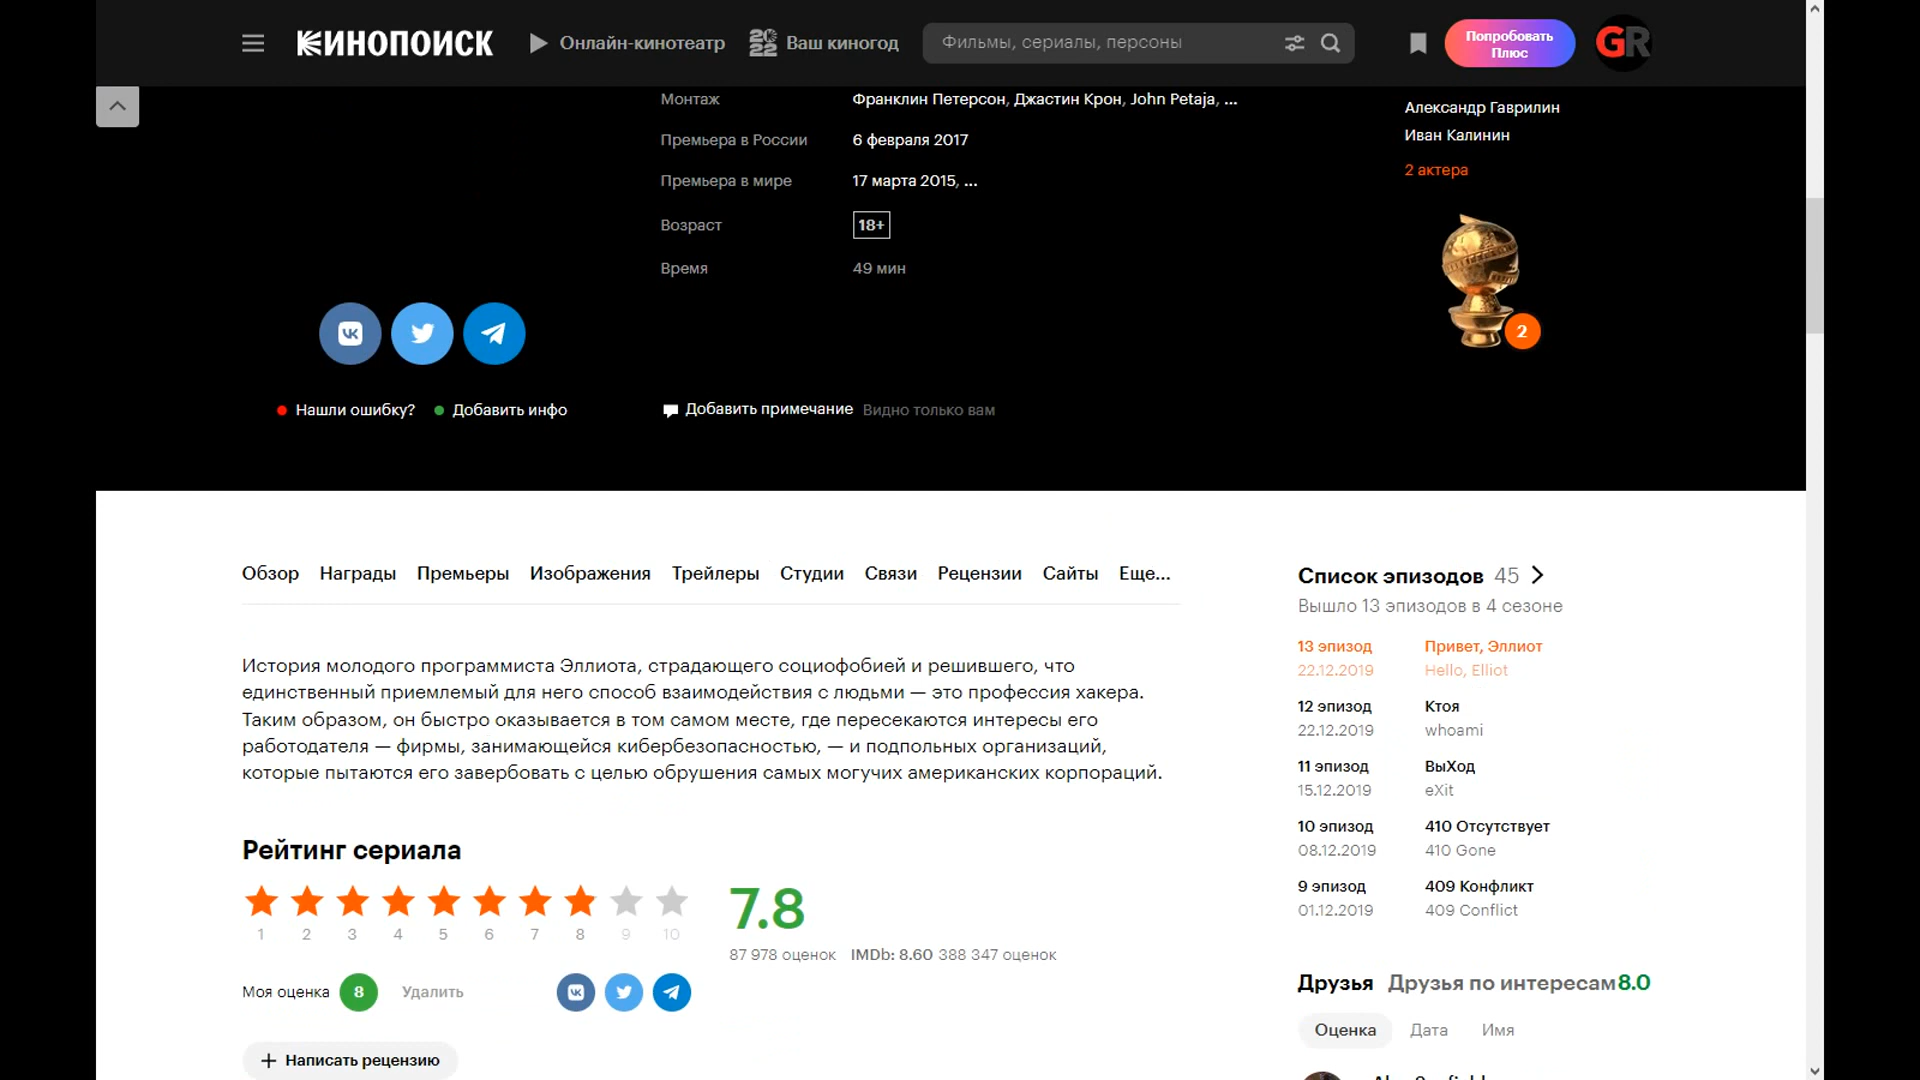 КИНОПОИСК
Онлайн-кинотеатр
2022 Ваш киногод
Фильмы, сериалы, персоны
Попробовать
Плюс
GR
Монтаж Франклин Петерсон, Джастин Крон, John Petaja, ...
Премьера в России 6 февраля 2017
Премьера в мире 17 марта 2015, ...
Возраст 18+
Время 49 мин
Александр Гаврилин
Иван Калинин
2 актера
2
Нашли ошибку? Добавить инфо
Добавить примечание Видно только вам
Обзор Награды Премьеры Изображения Трейлеры Студии Связи Рецензии Сайты Еще...
История молодого программиста Эллиота, страдающего социофобией и решившего, что
единственный приемлемый для него способ взаимодействия с людьми — это профессия хакера.
Таким образом, он быстро оказывается в том самом месте, где пересекаются интересы его
работодателя — фирмы, занимающейся кибербезопасностью, — и подпольных организаций,
которые пытаются его завербовать с целью обрушения самых могучих американских корпораций.
Рейтинг сериала
1 2 3 4 5 6 7 8 9 10
7.8
87 978 оценок IMDb: 8.60 388 347 оценок
Моя оценка 8 Удалить
Написать рецензию
Список эпизодов 45
Вышло 13 эпизодов в 4 сезоне
13 эпизод Привет, Эллиот
22.12.2019 Hello, Elliot
12 эпизод Ктоя
22.12.2019 whoami
11 эпизод ВыХод
15.12.2019 eXit
10 эпизод 410 Отсутствует
08.12.2019 410 Gone
9 эпизод 409 Конфликт
01.12.2019 409 Conflict
Друзья Друзья по интересам 8.0
Оценка Дата Имя